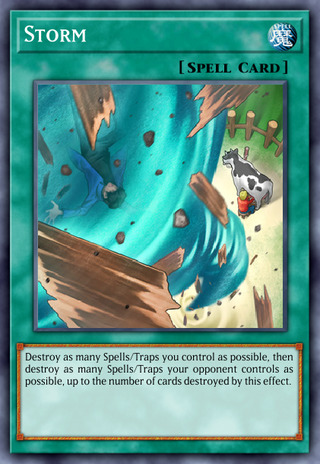 Storm
魔
[Spell Card]
Destroy as many Spells/Traps you control as possible, then
destroy as many Spells/Traps your opponent controls as
possible, up to the number of cards destroyed by this effect.